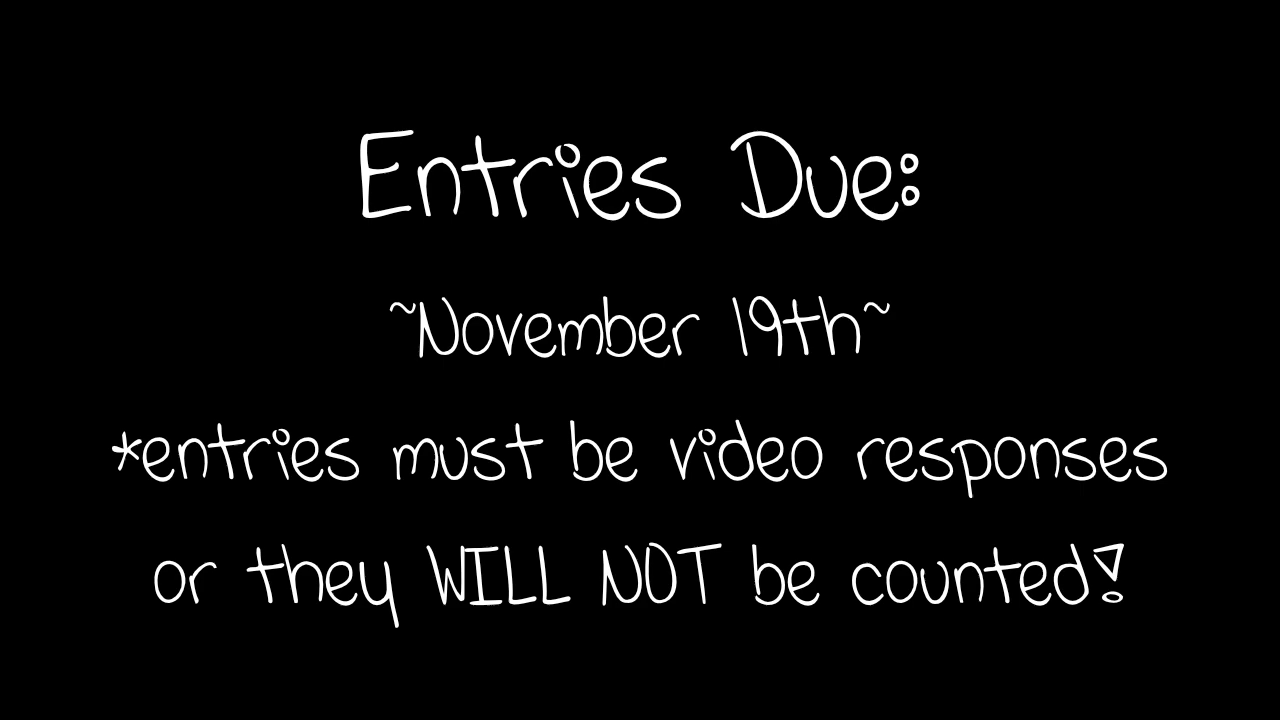 Entries Due:
~November 19th~
*entries must be video responses
or they WILL NOT be counted!